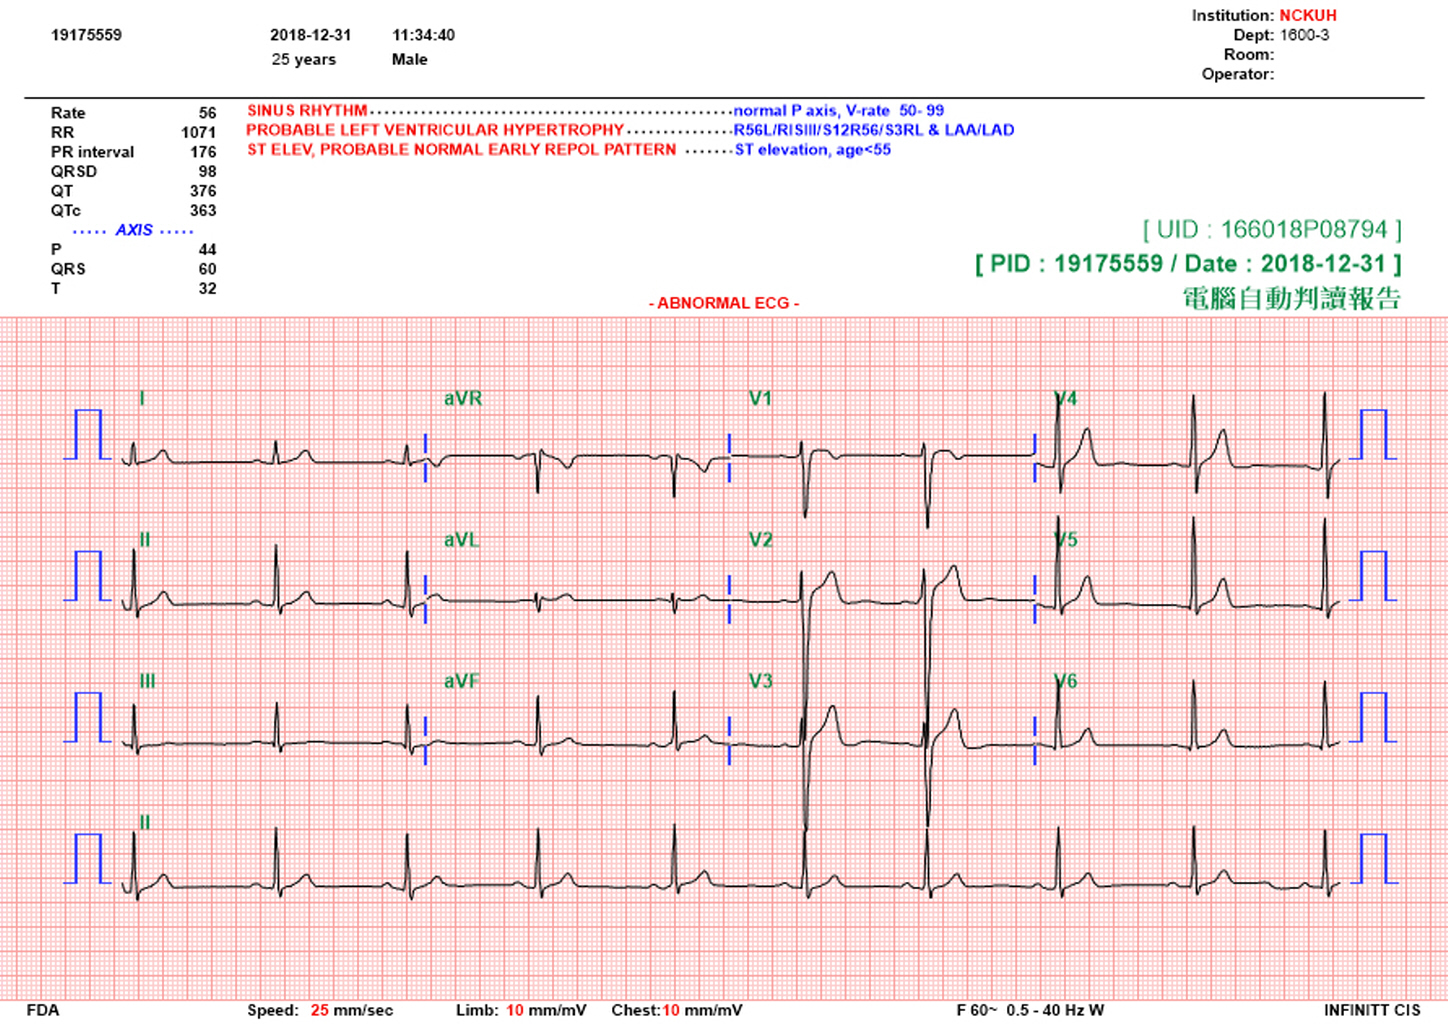 Institution: NCKUH
19175559 2018-12-31 11:34:40 Dept: 1600-3
25 years Male Room:
Operator:
Rate 56 SINUS RHYTHM normal P axis, V-rate 50- 99
RR 1071 PROBABLE LEFT VENTRICULAR HYPERTROPHY R56L/RISIII/S12R56/S3RL & LAA/LAD
PR interval 176 ST ELEV, PROBABLE NORMAL EARLY REPOL PATTERN ST elevation, age<55
QRSD 98
QT 376
QTc 363
..... AXIS .....
[ UID : 166018P08794 ]
P 44
[ PID : 19175559 / Date : 2018-12-31 ]
QRS 60
T 32
電腦自動判讀報告
- ABNORMAL ECG -
I aVR V1 V4
II aVL V2 V5
III aVF V3 V6
II
FDA Speed: 25 mm/sec Limb: 10 mm/mV Chest:10 mm/mV F 60~ 0.5 - 40 Hz W INFINITT CIS